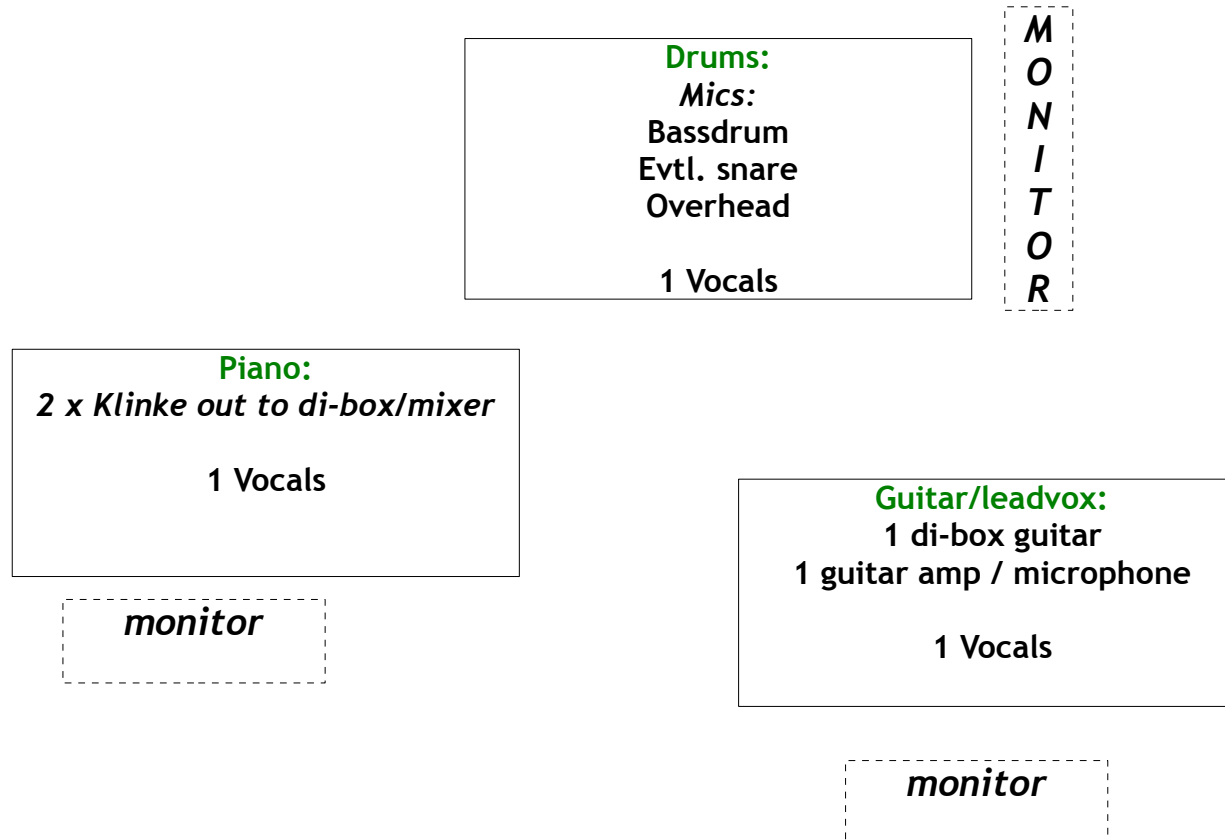 Drums:
Mics:
Bassdrum
Evtl. snare
Overhead
1 Vocals
M
O
N
I
T
O
R
Piano:
2 x Klinke out to di-box/mixer
1 Vocals
monitor
Guitar/leadvox:
1 di-box guitar
1 guitar amp / microphone
1 Vocals
monitor